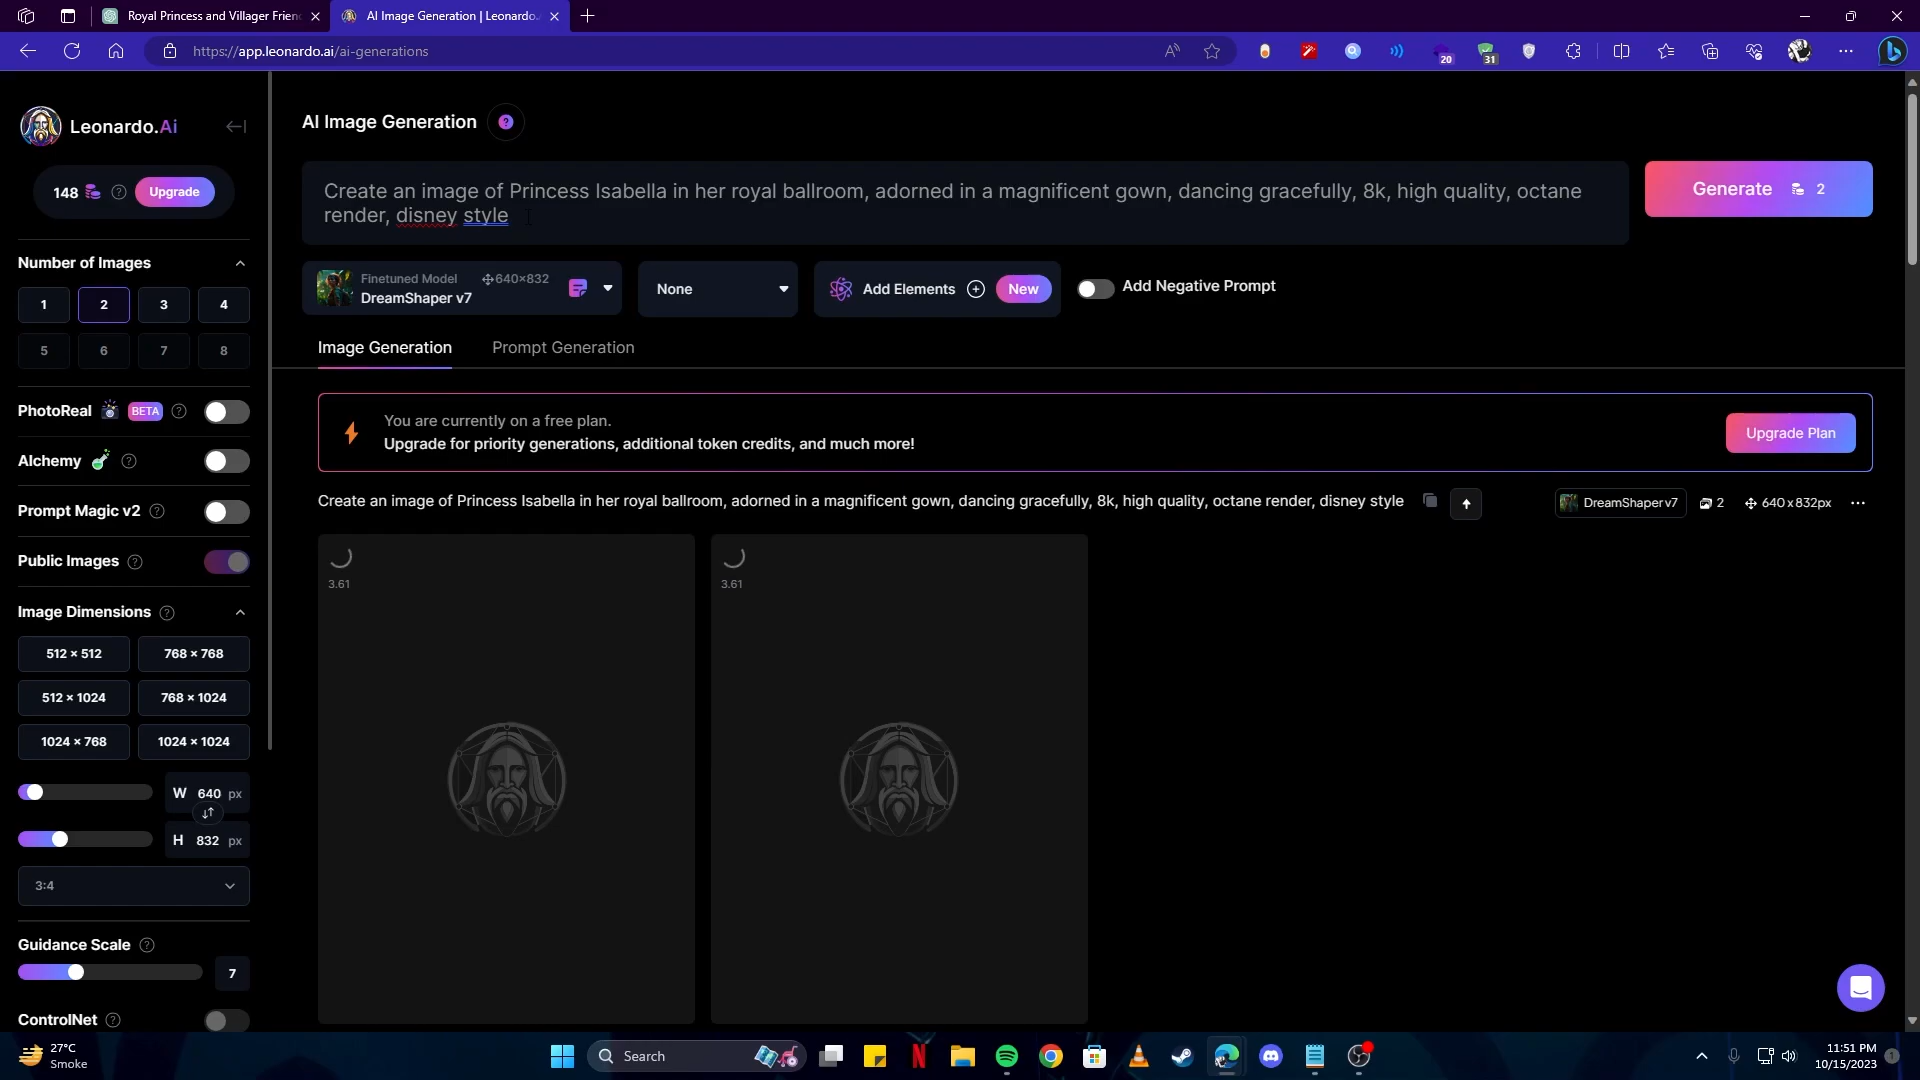 Royal Princess and Villager Frien
AI Image Generation | Leonardo.
https://app.leonardo.ai/ai-generations
20
31
Leonardo.Ai
148
Upgrade
Number of Images
1 2 3 4
5 6 7 8
PhotoReal BETA
Alchemy
Prompt Magic v2
Public Images
Image Dimensions
512 × 512
768 × 768
512 × 1024
768 × 1024
1024 × 768
1024 × 1024
W 640 px
H 832 px
3:4
Guidance Scale
7
ControlNet
AI Image Generation
Create an image of Princess Isabella in her royal ballroom, adorned in a magnificent gown, dancing gracefully, 8k, high quality, octane
render, disney style
Generate 2
Finetuned Model 640×832
DreamShaper v7
None
Add Elements New
Add Negative Prompt
Image Generation
Prompt Generation
You are currently on a free plan.
Upgrade for priority generations, additional token credits, and much more!
Upgrade Plan
Create an image of Princess Isabella in her royal ballroom, adorned in a magnificent gown, dancing gracefully, 8k, high quality, octane render, disney style
DreamShaper v7
2
640 x 832px
3.61
3.61
27°C
Smoke
Search
11:51 PM
10/15/2023
1